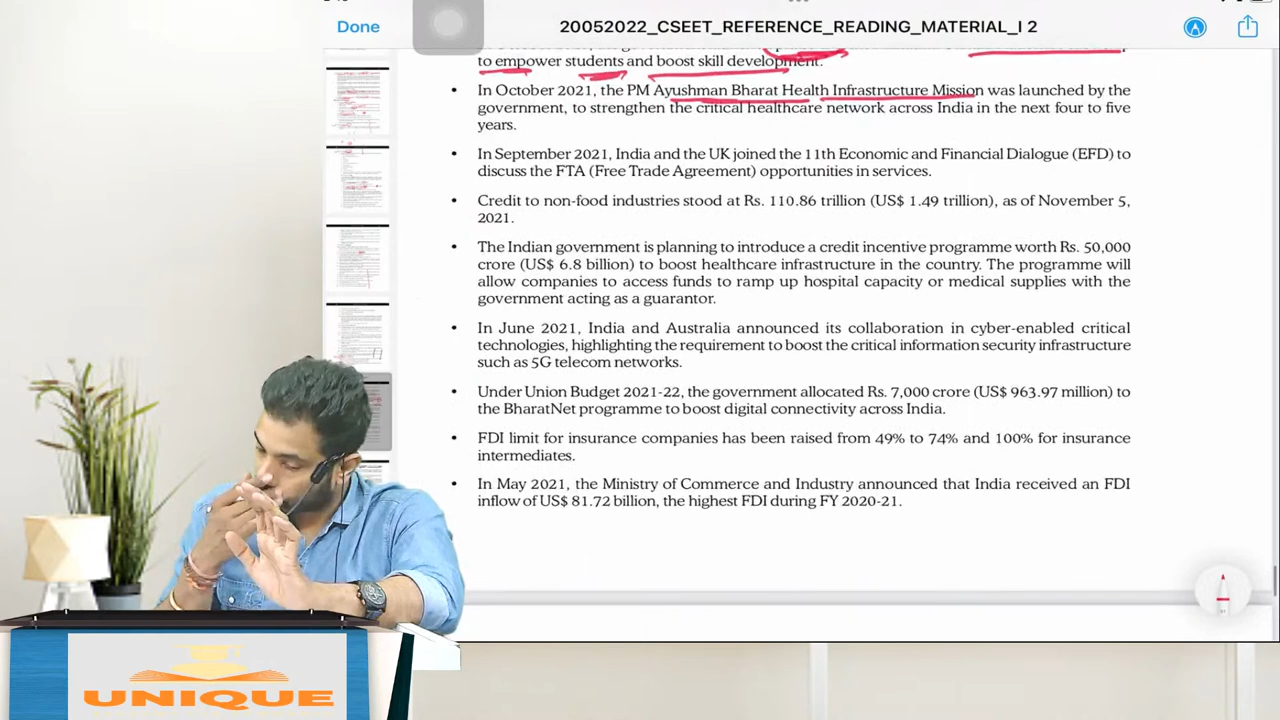 Done
20052022_CSEET_REFERENCE_READING_MATERIAL_I 2
to empower students and boost skill development.
• In October 2021, the PM Ayushman Bharat Health Infrastructure Mission was launched by the
government to strengthen the critical healthcare network across India in the next four to five
years.
• In September 2021, India and the UK joined the 11th Economic and Financial Dialogue (EFD) to
discuss the FTA (Free Trade Agreement) opportunities in services.
• Credit to non-food industries stood at Rs. 110.50 trillion (US$ 1.49 trillion), as of November 5,
2021.
• The Indian government is planning to introduce a credit incentive programme worth Rs. 500
billion (US$ 6.8 billion) to boost healthcare infrastructure in the country. The programme will
allow companies to access funds to ramp up hospital capacity or medical supplies with the
government acting as a guarantor.
• In July 2021, India and Australia increased its cooperation in cyber-enabled critical
technologies, highlighting the requirement to boost the critical information security infrastructure
such as 5G telecom networks.
• Under Union Budget 2021-22, the government allocated Rs. 7,000 crore (US$ 963.97 million) to
the BharatNet programme to boost digital connectivity across India.
• FDI limit for insurance companies has been raised from 49% to 74% and 100% for insurance
intermediates.
• In May 2021, the Ministry of Commerce and Industry announced that India received an FDI
inflow of US$ 81.72 billion, the highest FDI during FY 2020-21.
UNIQUE